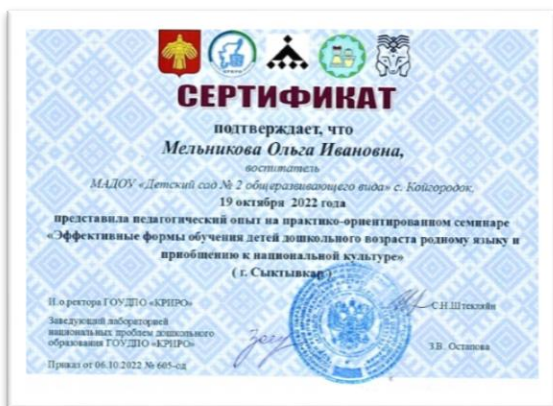 СЕРТИФИКАТ
подтверждает, что
Мельникова Ольга Ивановна,
воспитатель
МАДОУ «Детский сад № 2 общеразвивающего вида» с. Койгородок,
19 октября 2022 года
представила педагогический опыт на практико-ориентированном семинаре
«Эффективные формы обучения детей дошкольного возраста родному языку и
приобщению к национальной культуре»
( г. Сыктывкар )
И.о ректора ГОУДПО «КРИРО»
С.Н.Штекляйн
Заведующий лабораторией
национальных проблем дошкольного
образования ГОУДПО «КРИРО»
З.В. Остапова
Приказ от 06.10.2022 № 605-од